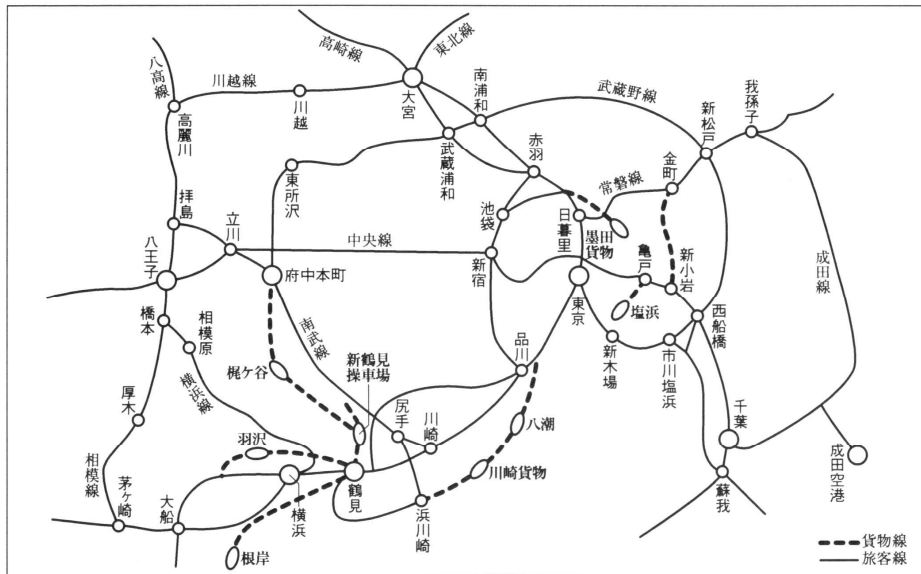 高崎線
東北線
八高線
川越線
川越
大宮
南浦和
武蔵野線
我孫子
新松戸
高麗川
武蔵浦和
赤羽
金町
常磐線
東所沢
池袋
日暮里
墨田
貨物
拝島
立川
中央線
新宿
亀戸
新小岩
成田線
八王子
府中本町
東京
塩浜
西船橋
橋本
相模原
南武線
新鶴見
操車場
品川
新木場
市川塩浜
横浜線
梶ケ谷
厚木
尻手
川崎
八潮
千葉
羽沢
川崎貨物
成田空港
相模線
茅ヶ崎
大船
横浜
鶴見
浜川崎
蘇我
根岸
貨物線
旅客線